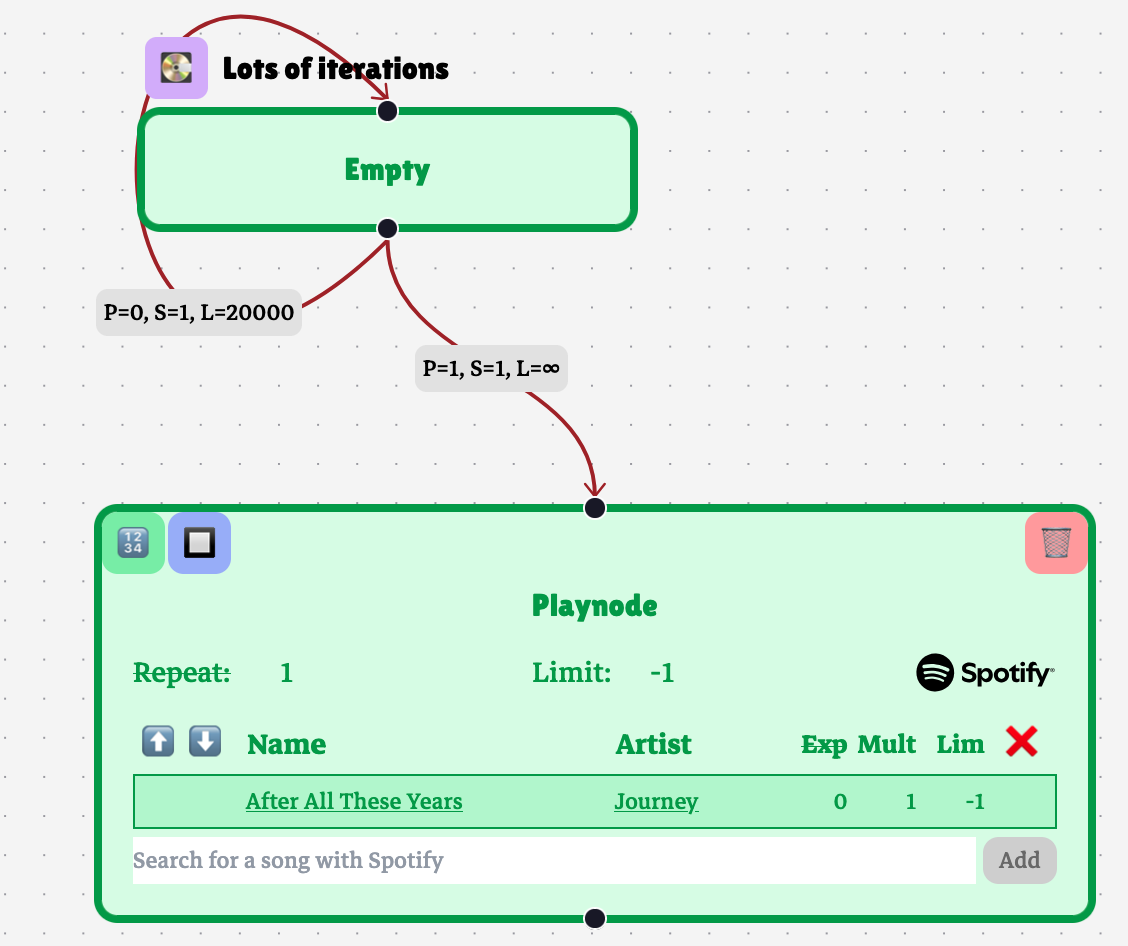 Lots of iterations
Empty
P=0, S=1, L=20000
P=1, S=1, L=∞
1234
Playnode
Repeat: 1 Limit: -1 Spotify
Name Artist Exp Mult Lim
After All These Years Journey 0 1 -1
Search for a song with Spotify Add